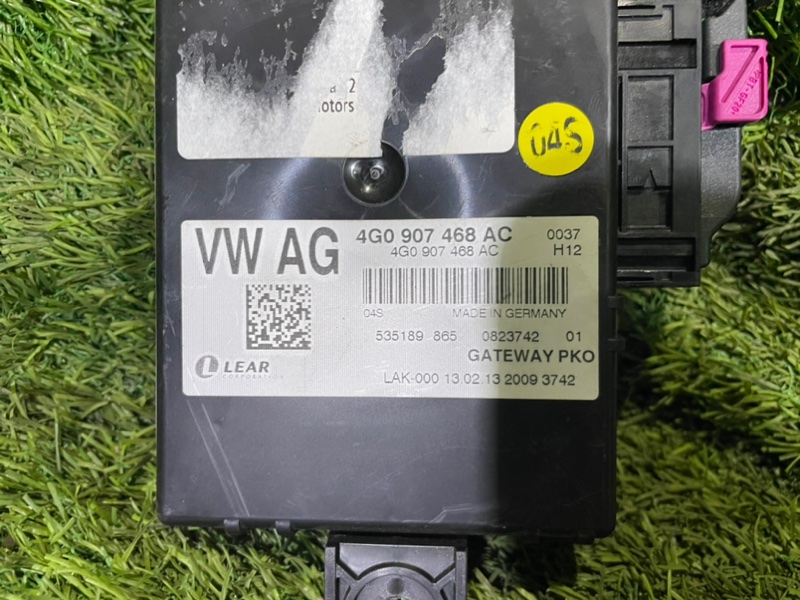 2
otors
04S
VW AG
4G0 907 468 AC 0037
4G0 907 468 AC H12
04S MADE IN GERMANY
535189 865 0823742 01
GATEWAY PKO
LEAR
CORPORATION
LAK-000 13.02.13 2009 3742